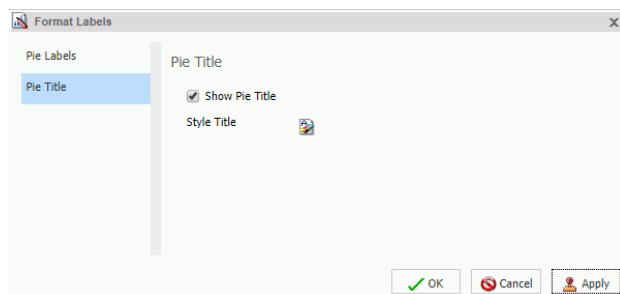 Format Labels
Pie Labels
Pie Title
Pie Title
Show Pie Title
Style Title
OK
Cancel
Apply